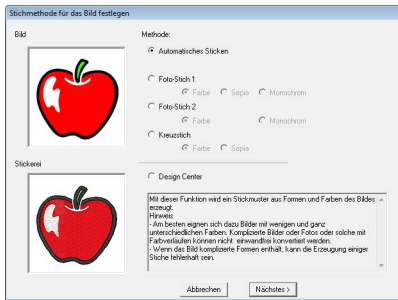 Stichmethode für das Bild festlegen
Bild
Methode:
Automatisches Sticken
Foto-Stich 1
Farbe Sepia Monochrom
Foto-Stich 2
Farbe Monochrom
Kreuzstich
Farbe Sepia
Stickerei
Design Center
Mit dieser Funktion wird ein Stickmuster aus Formen und Farben des Bildes
erzeugt.
Hinweis
- Am besten eignen sich dazu Bilder mit wenigen und ganz
unterschiedlichen Farben. Komplizierte Bilder oder Fotos oder solche mit
Farbverläufen können nicht einwandfrei konvertiert werden.
- Wenn das Bild komplizierte Formen enthält, kann die Erzeugung einiger
Stiche fehlerhaft sein.
Abbrechen Nächstes >